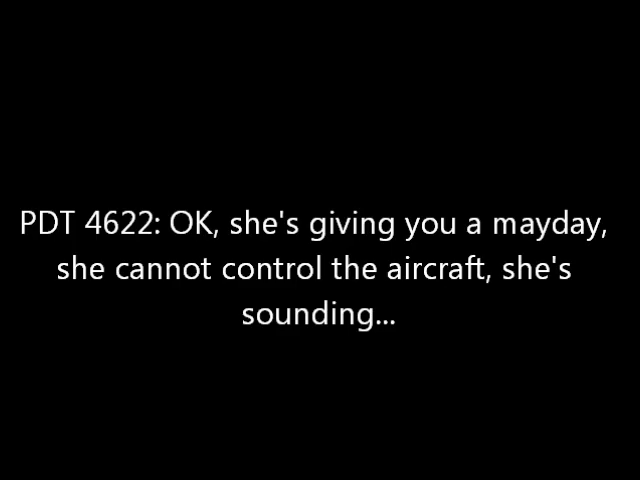 PDT 4622: OK, she's giving you a mayday,
she cannot control the aircraft, she's
sounding...